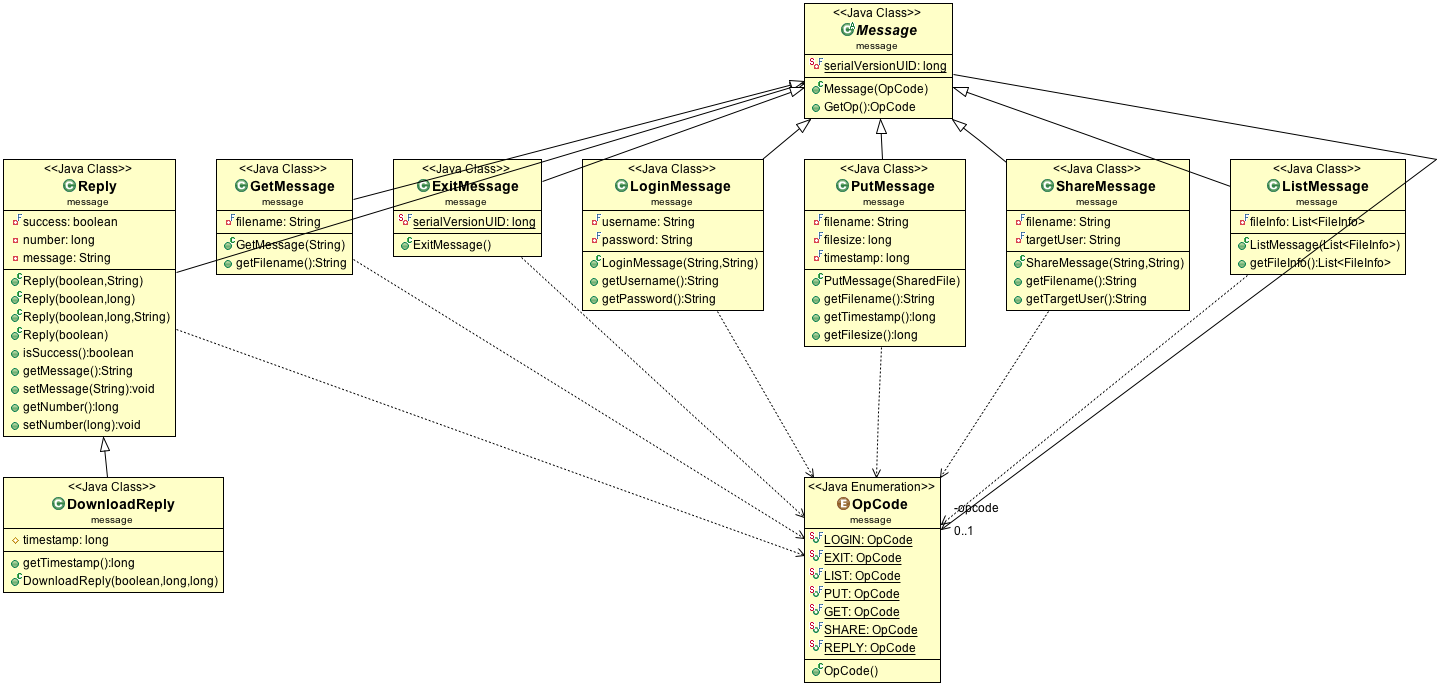 <<Java Class>>
Message
message
serialVersionUID: long
Message(OpCode)
GetOp():OpCode
<<Java Class>>
Reply
message
success: boolean
number: long
message: String
Reply(boolean,String)
Reply(boolean,long)
Reply(boolean,long,String)
Reply(boolean)
isSuccess():boolean
getMessage():String
setMessage(String):void
getNumber():long
setNumber(long):void
<<Java Class>>
GetMessage
message
filename: String
GetMessage(String)
getFilename():String
<<Java Class>>
ExitMessage
message
serialVersionUID: long
ExitMessage()
<<Java Class>>
LoginMessage
message
username: String
password: String
LoginMessage(String,String)
getUsername():String
getPassword():String
<<Java Class>>
PutMessage
message
filename: String
filesize: long
timestamp: long
PutMessage(SharedFile)
getFilename():String
getTimestamp():long
getFilesize():long
<<Java Class>>
ShareMessage
message
filename: String
targetUser: String
ShareMessage(String,String)
getFilename():String
getTargetUser():String
<<Java Class>>
ListMessage
message
fileInfo: List<FileInfo>
ListMessage(List<FileInfo>)
getFileInfo():List<FileInfo>
<<Java Class>>
DownloadReply
message
timestamp: long
getTimestamp():long
DownloadReply(boolean,long,long)
<<Java Enumeration>>
OpCode
message
LOGIN: OpCode
EXIT: OpCode
LIST: OpCode
PUT: OpCode
GET: OpCode
SHARE: OpCode
REPLY: OpCode
OpCode()
-opcode
0..1